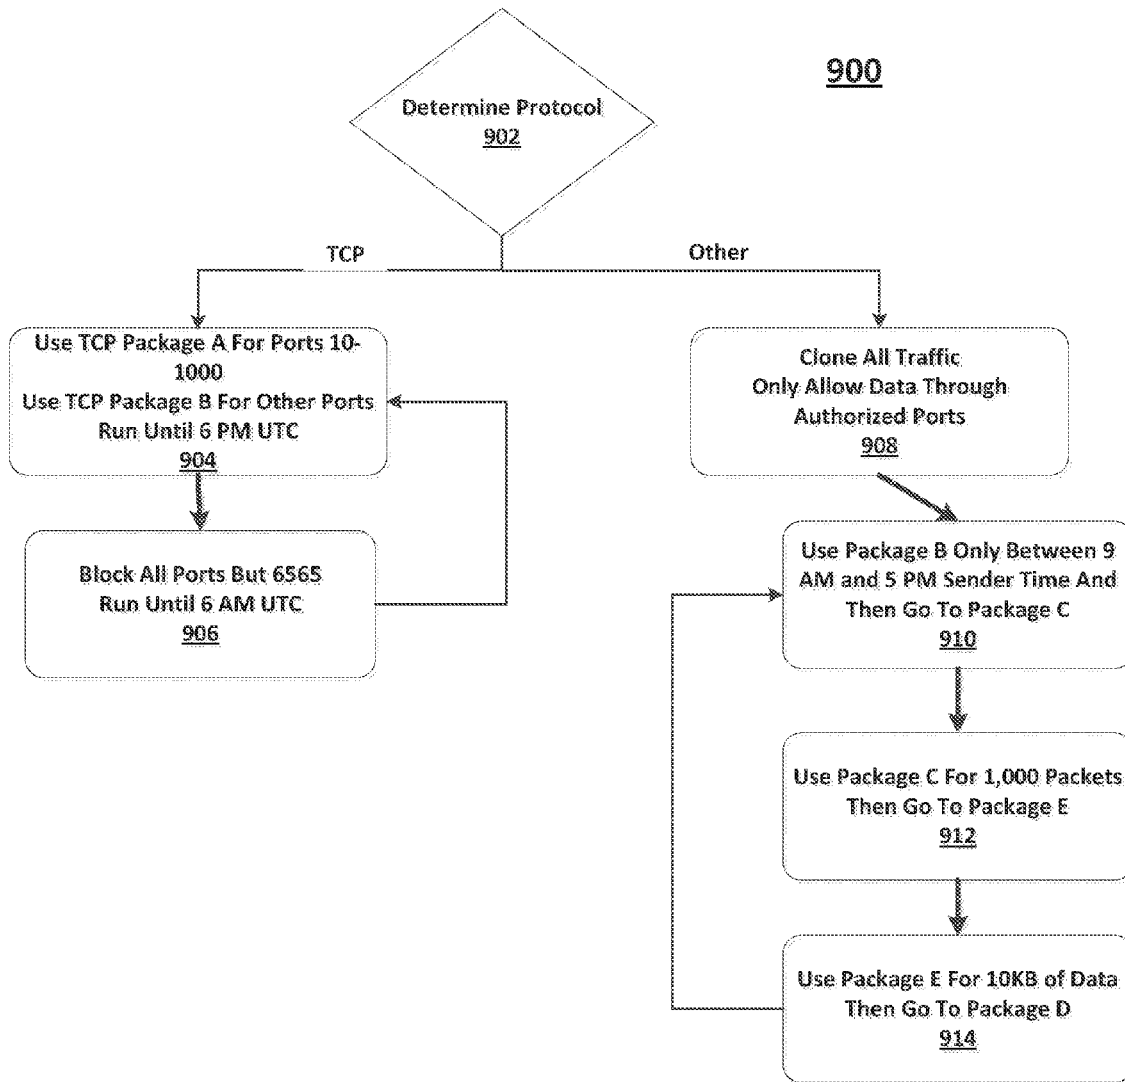 900
Determine Protocol
902
TCP
Other
Use TCP Package A For Ports 10-
1000
Use TCP Package B For Other Ports
Run Until 6 PM UTC
904
Block All Ports But 6565
Run Until 6 AM UTC
906
Clone All Traffic
Only Allow Data Through
Authorized Ports
908
Use Package B Only Between 9
AM and 5 PM Sender Time And
Then Go To Package C
910
Use Package C For 1,000 Packets
Then Go To Package E
912
Use Package E For 10KB of Data
Then Go To Package D
914